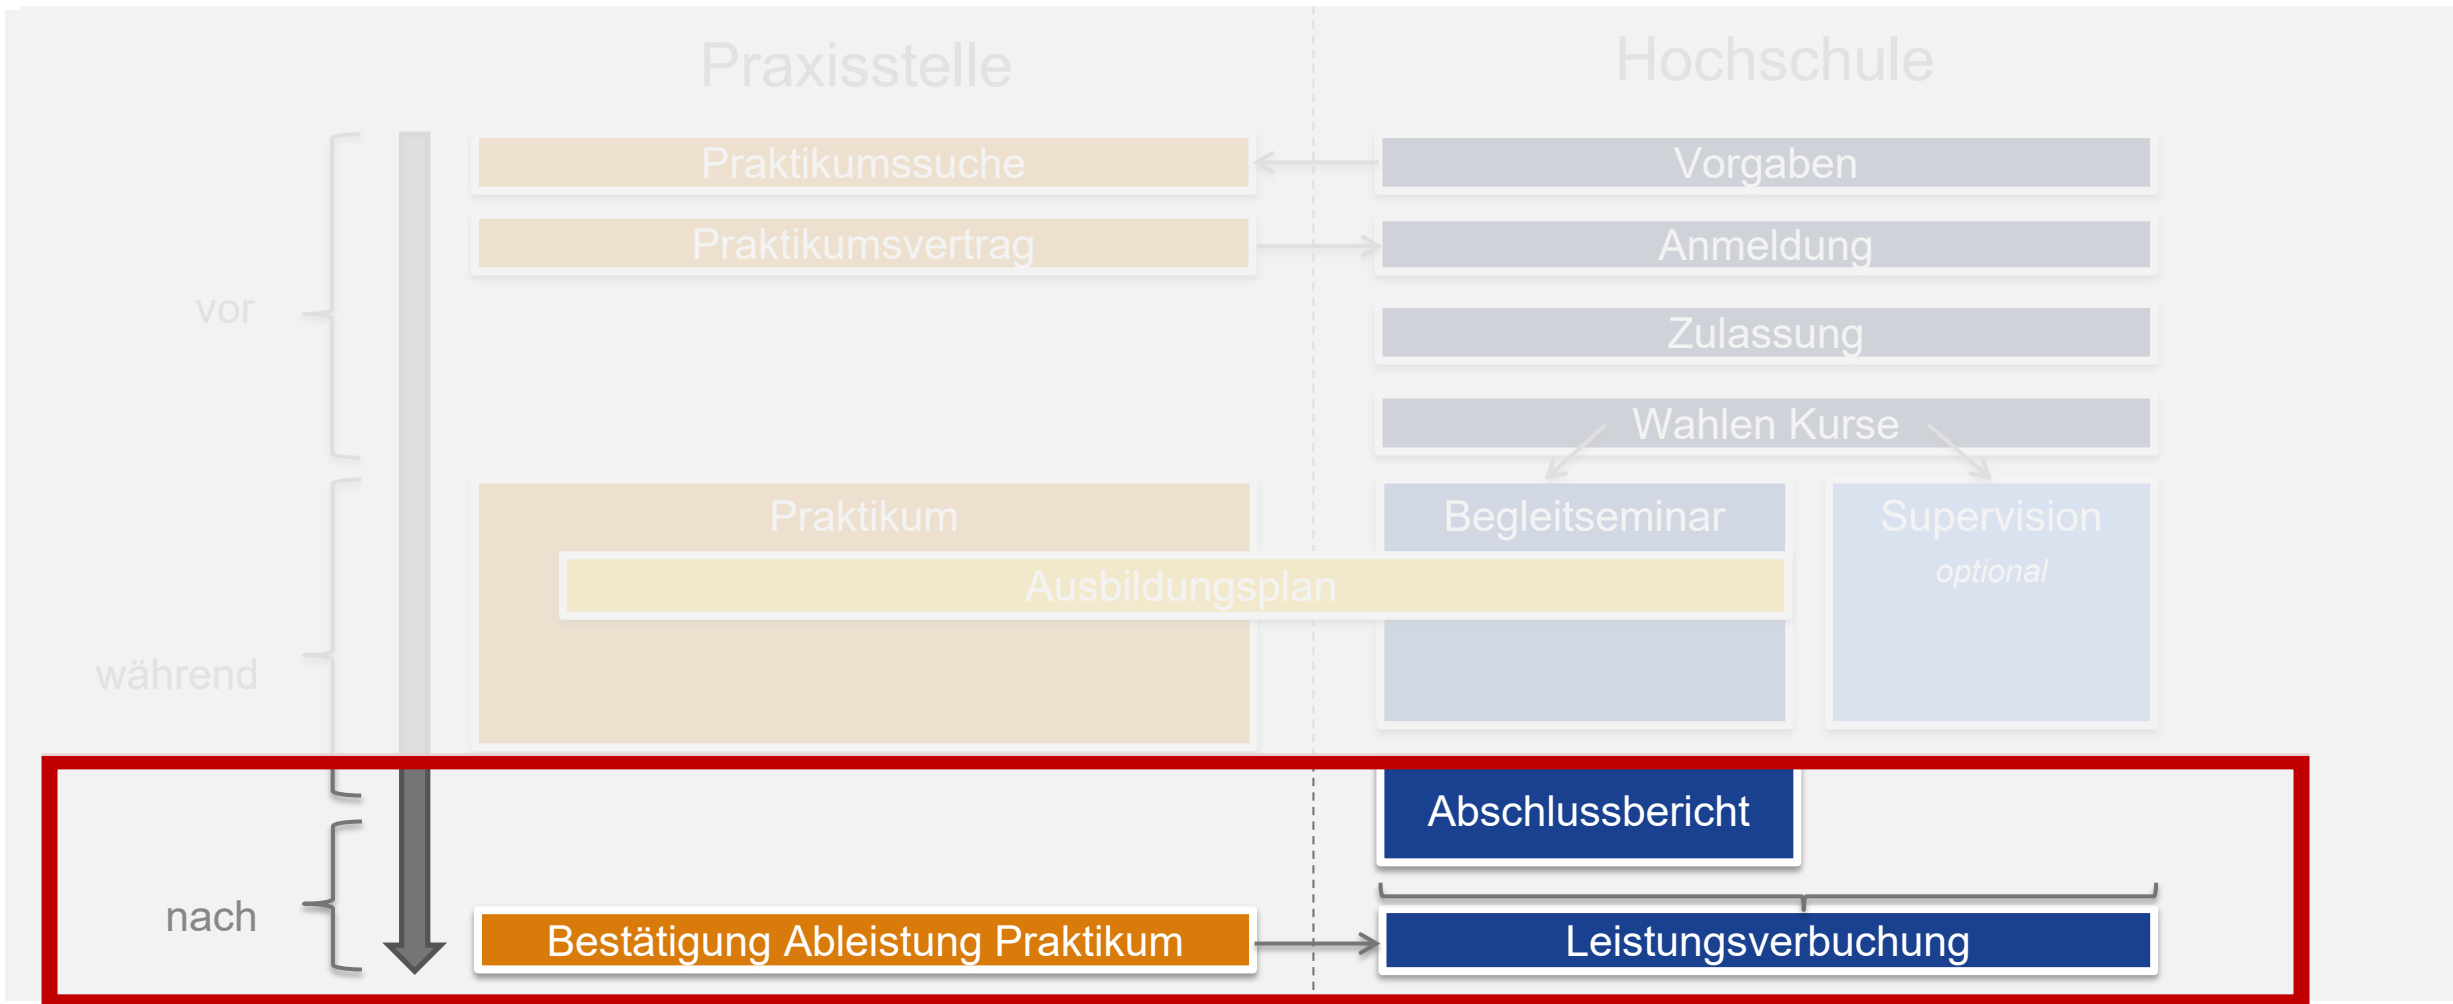 Praxisstelle
Hochschule
Praktikumssuche
Vorgaben
Praktikumsvertrag
Anmeldung
vor
Zulassung
Wahlen Kurse
Praktikum
Begleitseminar
Supervision
optional
Ausbildungsplan
während
Abschlussbericht
nach
Bestätigung Ableistung Praktikum
Leistungsverbuchung